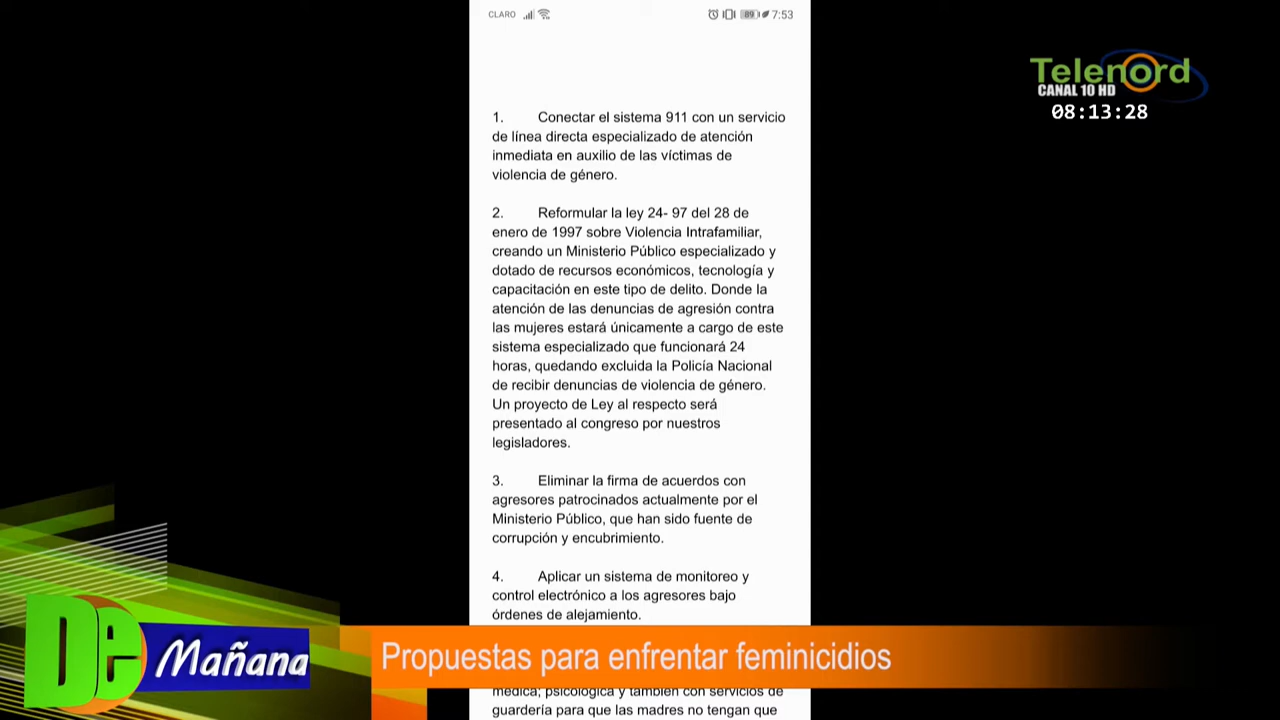 CLARO
89
7:53
Telenord
CANAL 10 HD
08:13:28
1. Conectar el sistema 911 con un servicio
de línea directa especializado de atención
inmediata en auxilio de las víctimas de
violencia de género.
2. Reformular la ley 24- 97 del 28 de
enero de 1997 sobre Violencia Intrafamiliar,
creando un Ministerio Público especializado y
dotado de recursos económicos, tecnología y
capacitación en este tipo de delito. Donde la
atención de las denuncias de agresión contra
las mujeres estará únicamente a cargo de este
sistema especializado que funcionará 24
horas, quedando excluida la Policía Nacional
de recibir denuncias de violencia de género.
Un proyecto de Ley al respecto será
presentado al congreso por nuestros
legisladores.
3. Eliminar la firma de acuerdos con
agresores patrocinados actualmente por el
Ministerio Público, que han sido fuente de
corrupción y encubrimiento.
4. Aplicar un sistema de monitoreo y
control electrónico a los agresores bajo
órdenes de alejamiento.
De Mañana
Propuestas para enfrentar feminicidios
médica; psicológica y también con servicios de
guardería para que las madres no tengan que